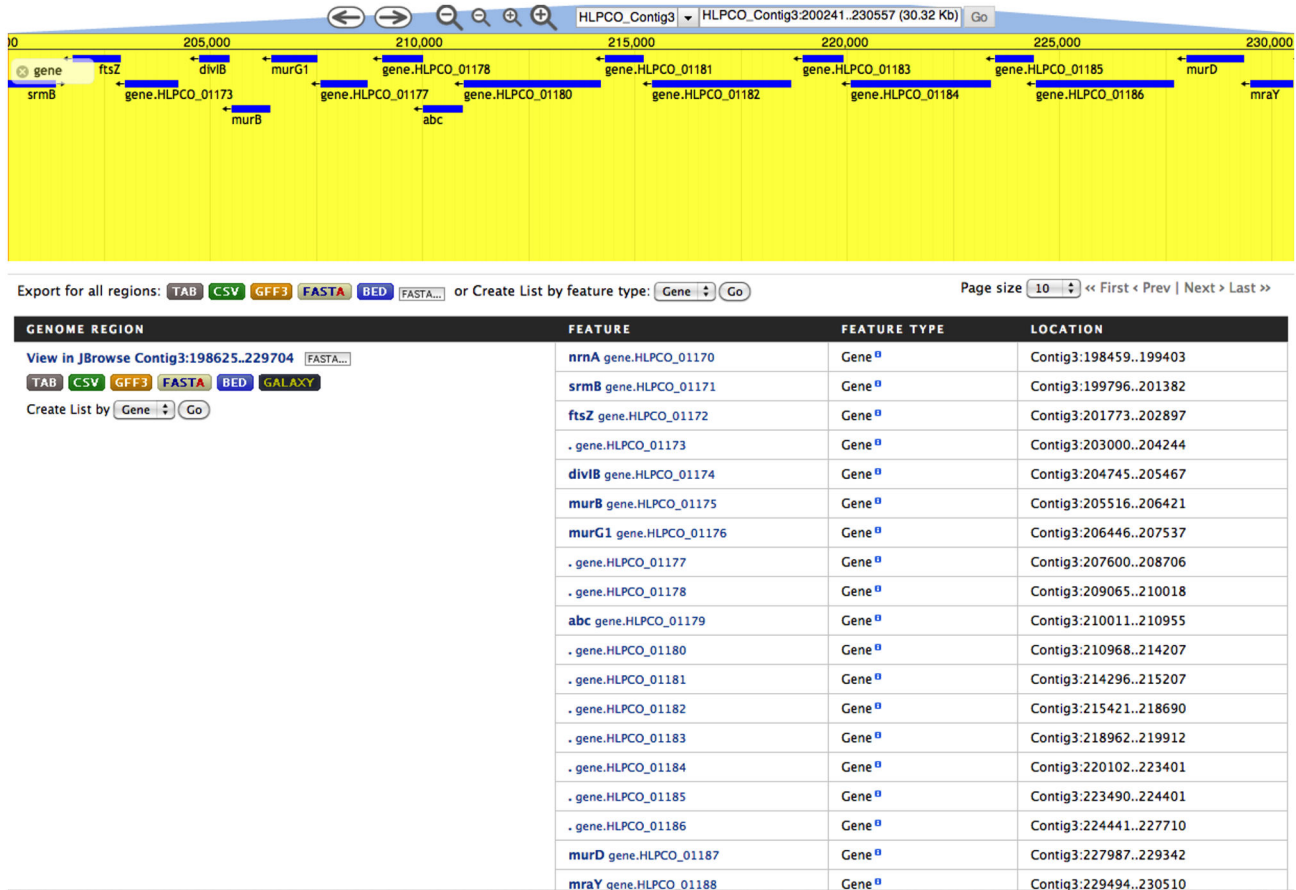 HLPCO_Contig3 HLPCO_Contig3:200241..230557 (30.32 Kb) Go
00 205,000 210,000 215,000 220,000 225,000 230,000
gene ftsZ divIB murG1 gene.HLPCO_01178 gene.HLPCO_01181 gene.HLPCO_01183 gene.HLPCO_01185 murD
srmB gene.HLPCO_01173 gene.HLPCO_01177 gene.HLPCO_01180 gene.HLPCO_01182 gene.HLPCO_01184 gene.HLPCO_01186 mraY
murB abc
Export for all regions: TAB CSV GFF3 FASTA BED FASTA... or Create List by feature type: Gene Go Page size 10 « First ‹ Prev | Next › Last »
GENOME REGION FEATURE FEATURE TYPE LOCATION
View in JBrowse Contig3:198625..229704 FASTA... nrnA gene.HLPCO_01170 Gene Contig3:198459..199403
TAB CSV GFF3 FASTA BED GALAXY srmB gene.HLPCO_01171 Gene Contig3:199796..201382
Create List by Gene Go ftsZ gene.HLPCO_01172 Gene Contig3:201773..202897
. gene.HLPCO_01173 Gene Contig3:203000..204244
divIB gene.HLPCO_01174 Gene Contig3:204745..205467
murB gene.HLPCO_01175 Gene Contig3:205516..206421
murG1 gene.HLPCO_01176 Gene Contig3:206446..207537
. gene.HLPCO_01177 Gene Contig3:207600..208706
. gene.HLPCO_01178 Gene Contig3:209065..210018
abc gene.HLPCO_01179 Gene Contig3:210011..210955
. gene.HLPCO_01180 Gene Contig3:210968..214207
. gene.HLPCO_01181 Gene Contig3:214296..215207
. gene.HLPCO_01182 Gene Contig3:215421..218690
. gene.HLPCO_01183 Gene Contig3:218962..219912
. gene.HLPCO_01184 Gene Contig3:220102..223401
. gene.HLPCO_01185 Gene Contig3:223490..224401
. gene.HLPCO_01186 Gene Contig3:224441..227710
murD gene.HLPCO_01187 Gene Contig3:227987..229342
mraY gene.HLPCO_01188 Gene Contig3:229494..230510